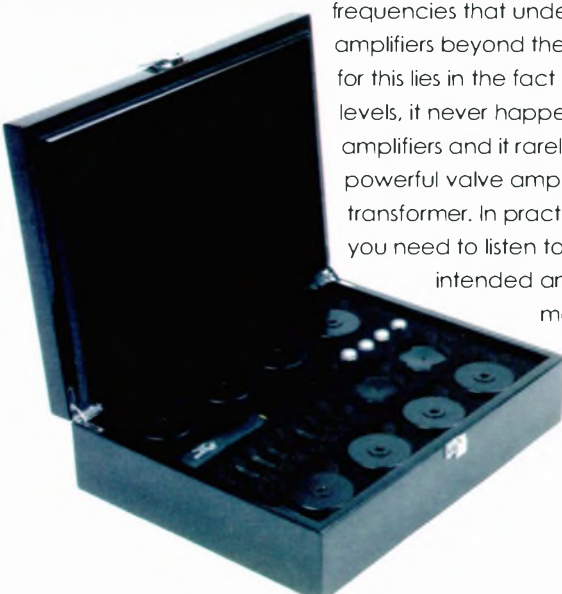 frequencies that unde
amplifiers beyond the
for this lies in the fact
levels, it never happe
amplifiers and it rarel
powerful valve amp
transformer. In pract
you need to listen to
intended ar
m